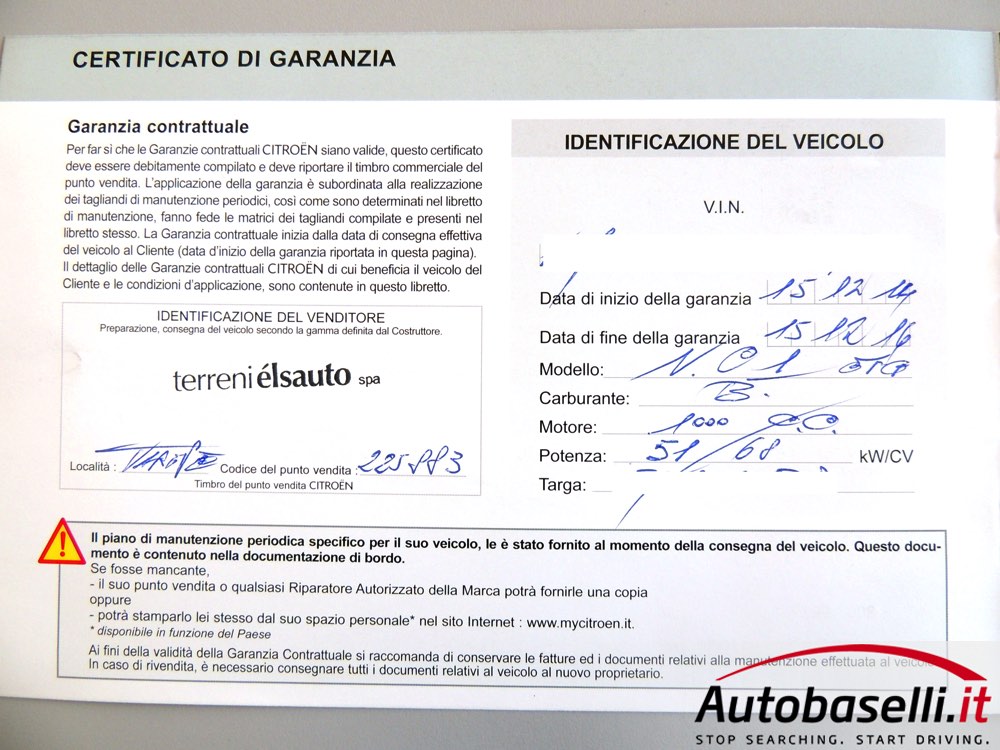 CERTIFICATO DI GARANZIA
Garanzia contrattuale
Per far sì che le Garanzie contrattuali CITROËN siano valide, questo certificato
deve essere debitamente compilato e deve riportare il timbro commerciale del
punto vendita. L'applicazione della garanzia è subordinata alla realizzazione
dei tagliandi di manutenzione periodici, così come sono determinati nel libretto
di manutenzione, fanno fede le matrici dei tagliandi compilate e presenti nel
libretto stesso. La Garanzia contrattuale inizia dalla data di consegna effettiva
del veicolo al Cliente (data d'inizio della garanzia riportata in questa pagina).
Il dettaglio delle Garanzie contrattuali CITROËN di cui beneficia il veicolo del
Cliente e le condizioni d'applicazione, sono contenute in questo libretto.
IDENTIFICAZIONE DEL VENDITORE
Preparazione, consegna del veicolo secondo la gamma definita dal Costruttore.
terreni élsauto spa
Località : Codice del punto vendita : 225883
Timbro del punto vendita CITROËN
IDENTIFICAZIONE DEL VEICOLO
V.I.N.
Data di inizio della garanzia 15 12 14
Data di fine della garanzia 15 12 16
Modello: N. C1
Carburante: B.
Motore: 1000 C.C.
Potenza: 51/68 kW/CV
Targa:
Il piano di manutenzione periodica specifico per il suo veicolo, le è stato fornito al momento della consegna del veicolo. Questo docu-
mento è contenuto nella documentazione di bordo.
Se fosse mancante,
- il suo punto vendita o qualsiasi Riparatore Autorizzato della Marca potrà fornirle una copia
oppure
- potrà stamparlo lei stesso dal suo spazio personale* nel sito Internet : www.mycitroen.it.
* disponibile in funzione del Paese
Ai fini della validità della Garanzia Contrattuale si raccomanda di conservare le fatture ed i documenti relativi alla manutenzione effettuata al veicolo.
In caso di rivendita, è necessario consegnare tutti i documenti relativi al veicolo al nuovo proprietario.
Autobaselli.it
STOP SEARCHING. START DRIVING.